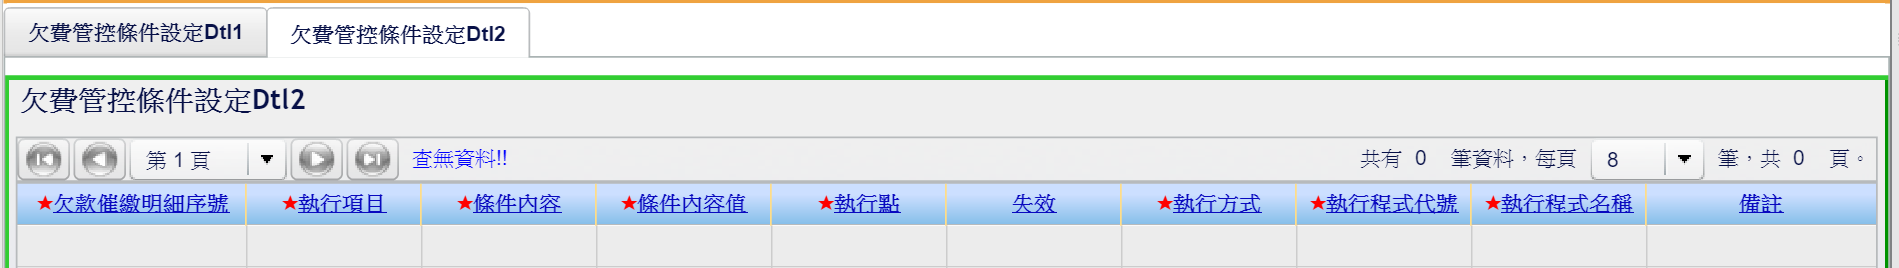 欠費管控條件設定Dtl1 欠費管控條件設定Dtl2
欠費管控條件設定Dtl2
第 1 頁 查無資料!! 共有 0 筆資料，每頁 8 筆，共 0 頁。
★欠款催繳明細序號 ★執行項目 ★條件內容 ★條件內容值 ★執行點 失效 ★執行方式 ★執行程式代號 ★執行程式名稱 備註